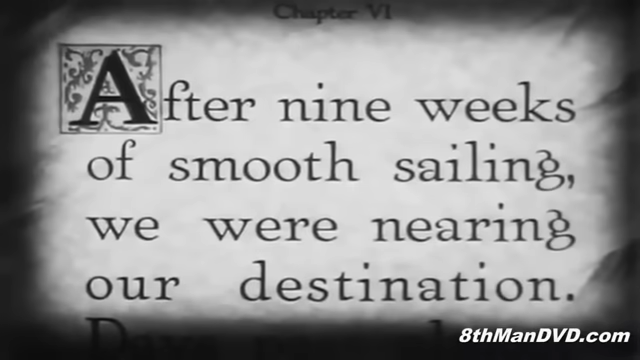 Chapter VI
After nine weeks
of smooth sailing,
we were nearing
our destination.
8thManDVD.com